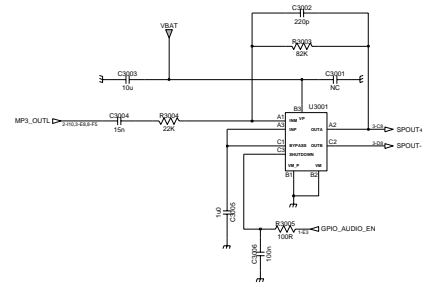 C3002
220p
VBAT
R3003
82K
C3003
10u
C3001
NC
B3
U3001
MP3_OUTL
C3004
15n
R3004
22K
A1
INM
VP
A3
INP
OUTA
A2
SPOUT+
C1
BYPASS
OUTB
C2
SPOUT-
C3
SHUTDOWN
VM_P
VM
B1
B2
1u0
C3005
R3005
100R
1-E3
GPIO_AUDIO_EN
C3006
100n